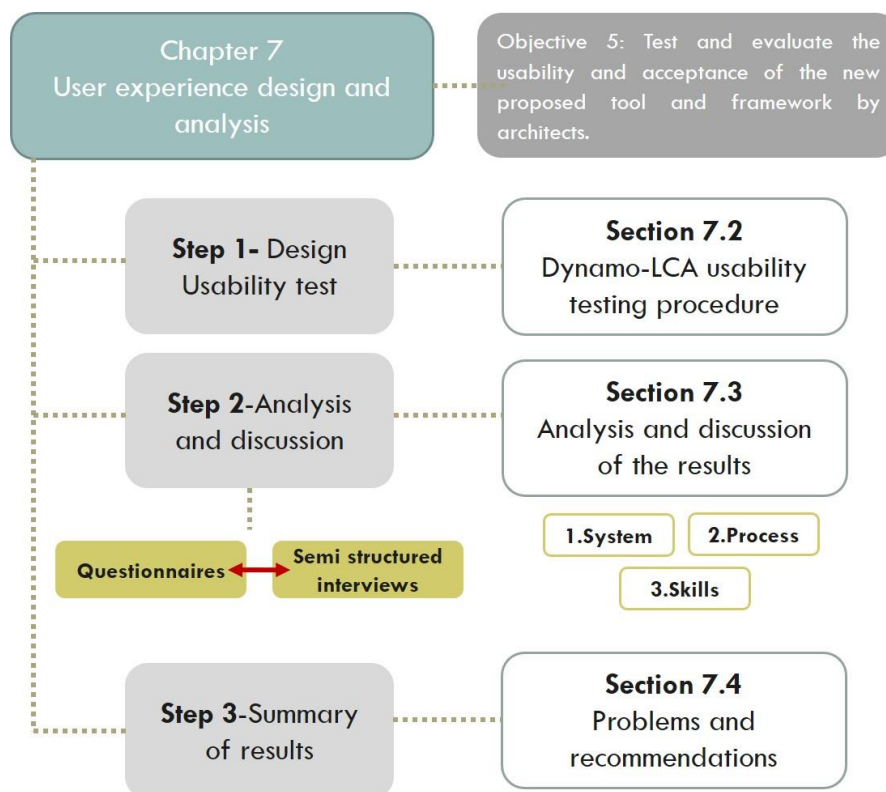 Chapter 7
User experience design and
analysis
Objective 5: Test and evaluate the
usability and acceptance of the new
proposed tool and framework by
architects.
Step 1- Design
Usability test
Section 7.2
Dynamo-LCA usability
testing procedure
Step 2-Analysis
and discussion
Section 7.3
Analysis and discussion
of the results
Questionnaires
Semi structured
interviews
1.System
2.Process
3.Skills
Step 3-Summary
of results
Section 7.4
Problems and
recommendations